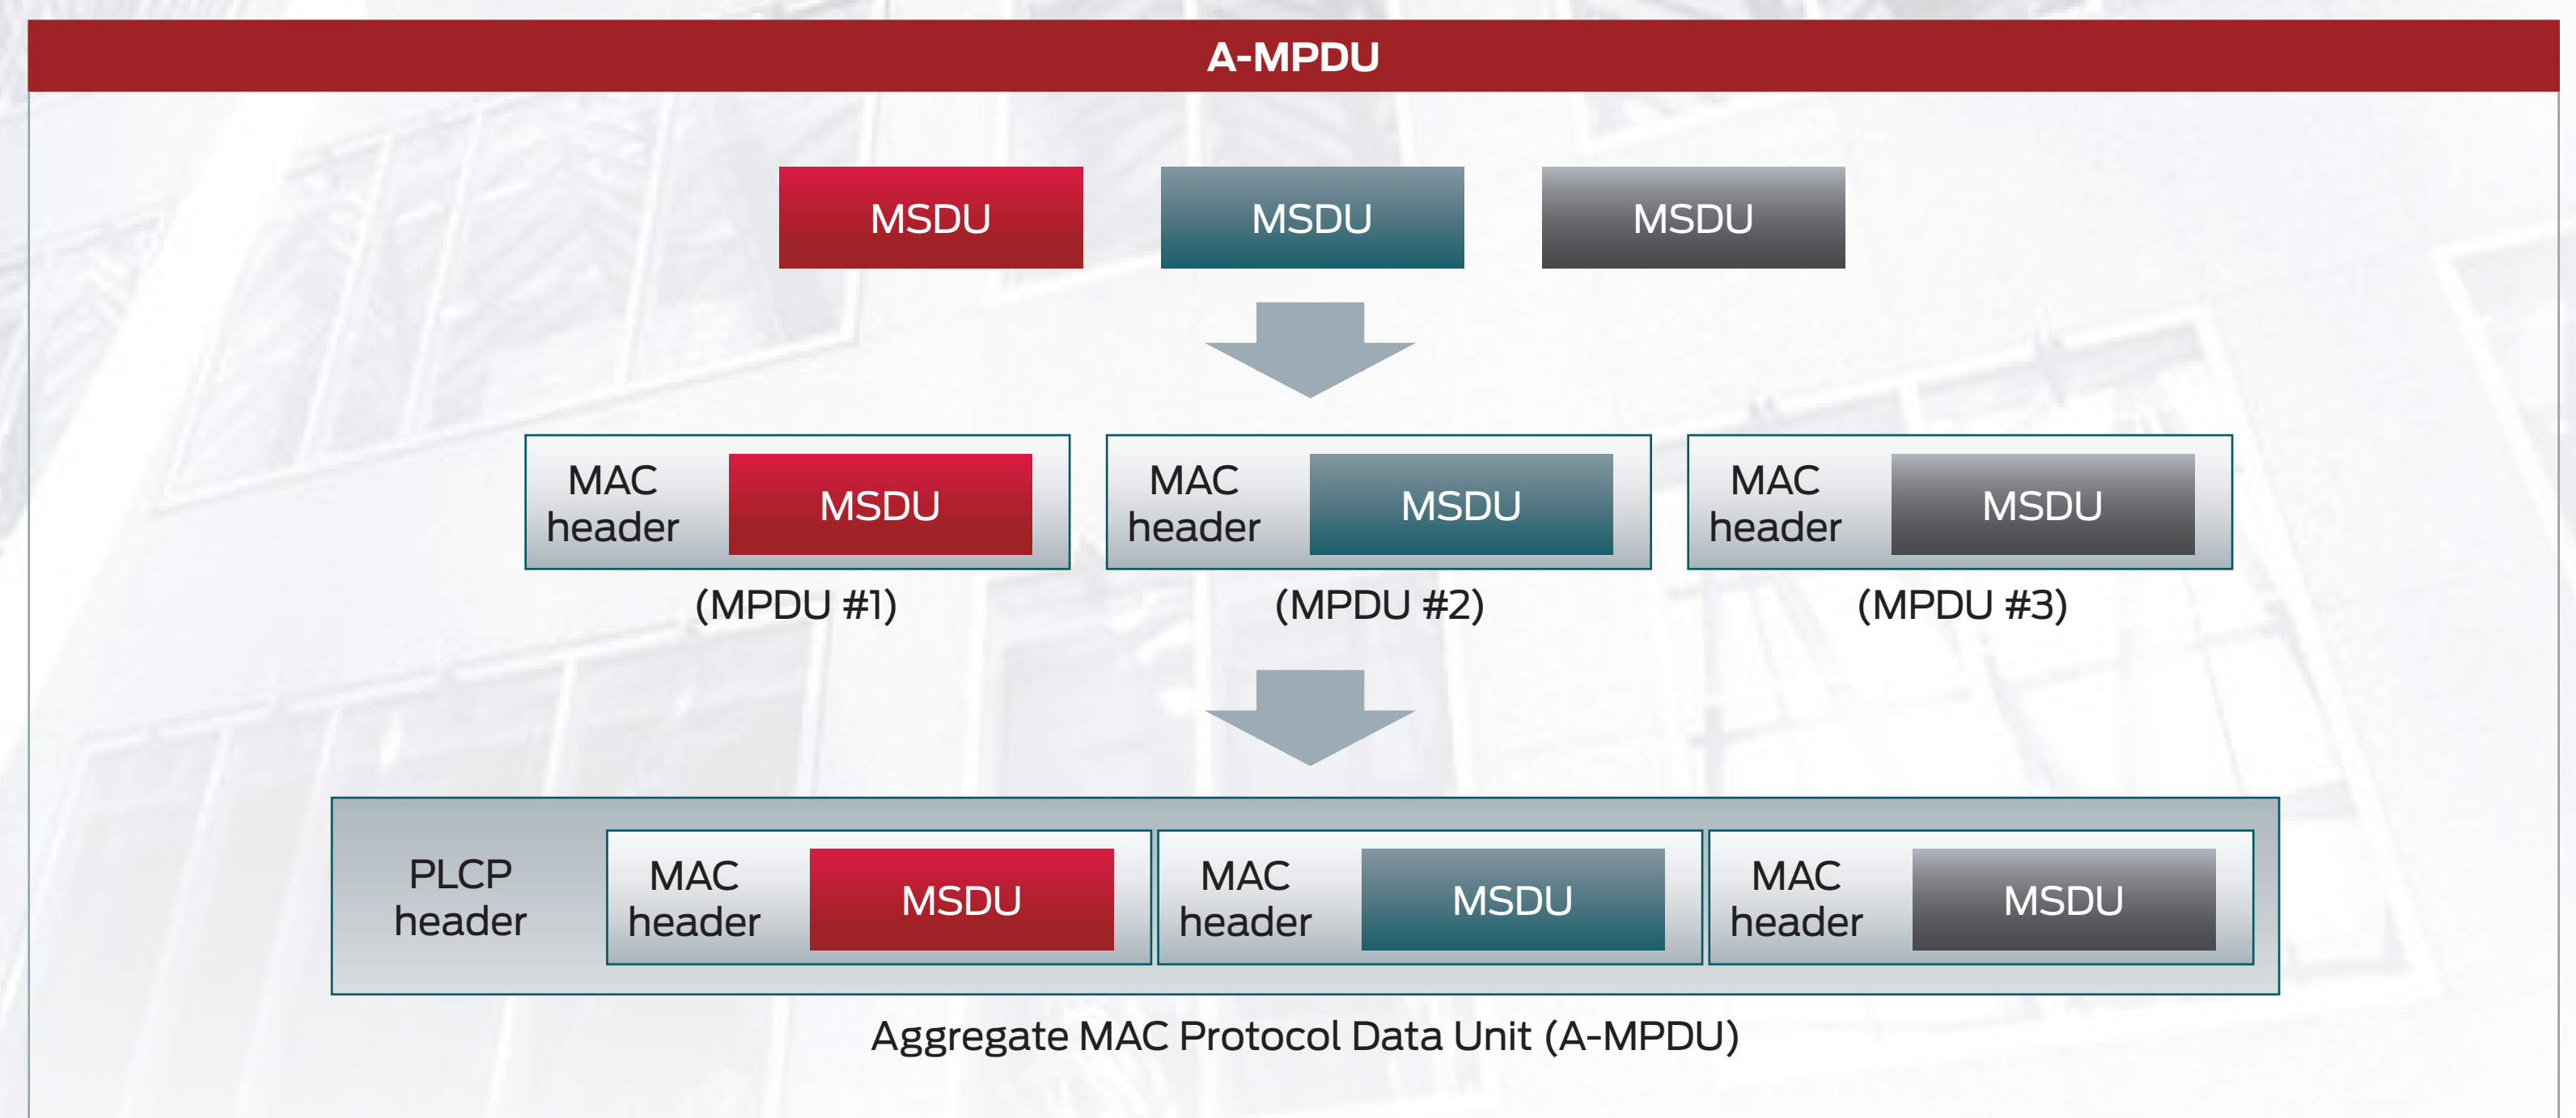 A-MPDU
MSDU
MSDU
MSDU
MAC
header
MSDU
MAC
header
MSDU
MAC
header
MSDU
(MPDU #1)
(MPDU #2)
(MPDU #3)
PLCP
header
MAC
header
MSDU
MAC
header
MSDU
MAC
header
MSDU
Aggregate MAC Protocol Data Unit (A-MPDU)